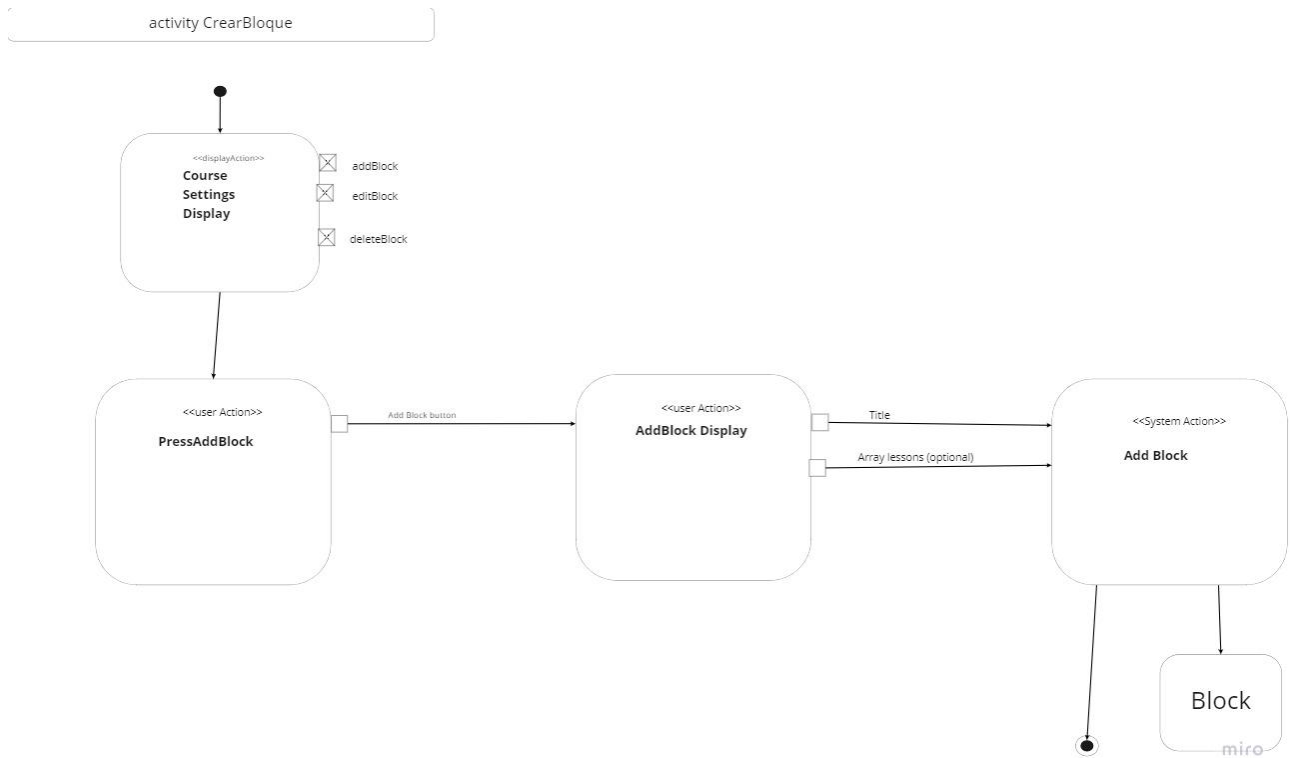 activity CrearBloque
<<displayAction>>
Course
Settings
Display
addBlock
editBlock
deleteBlock
<<user Action>>
PressAddBlock
Add Block button
<<user Action>>
AddBlock Display
Title
Array lessons (optional)
<<System Action>>
Add Block
Block
miro